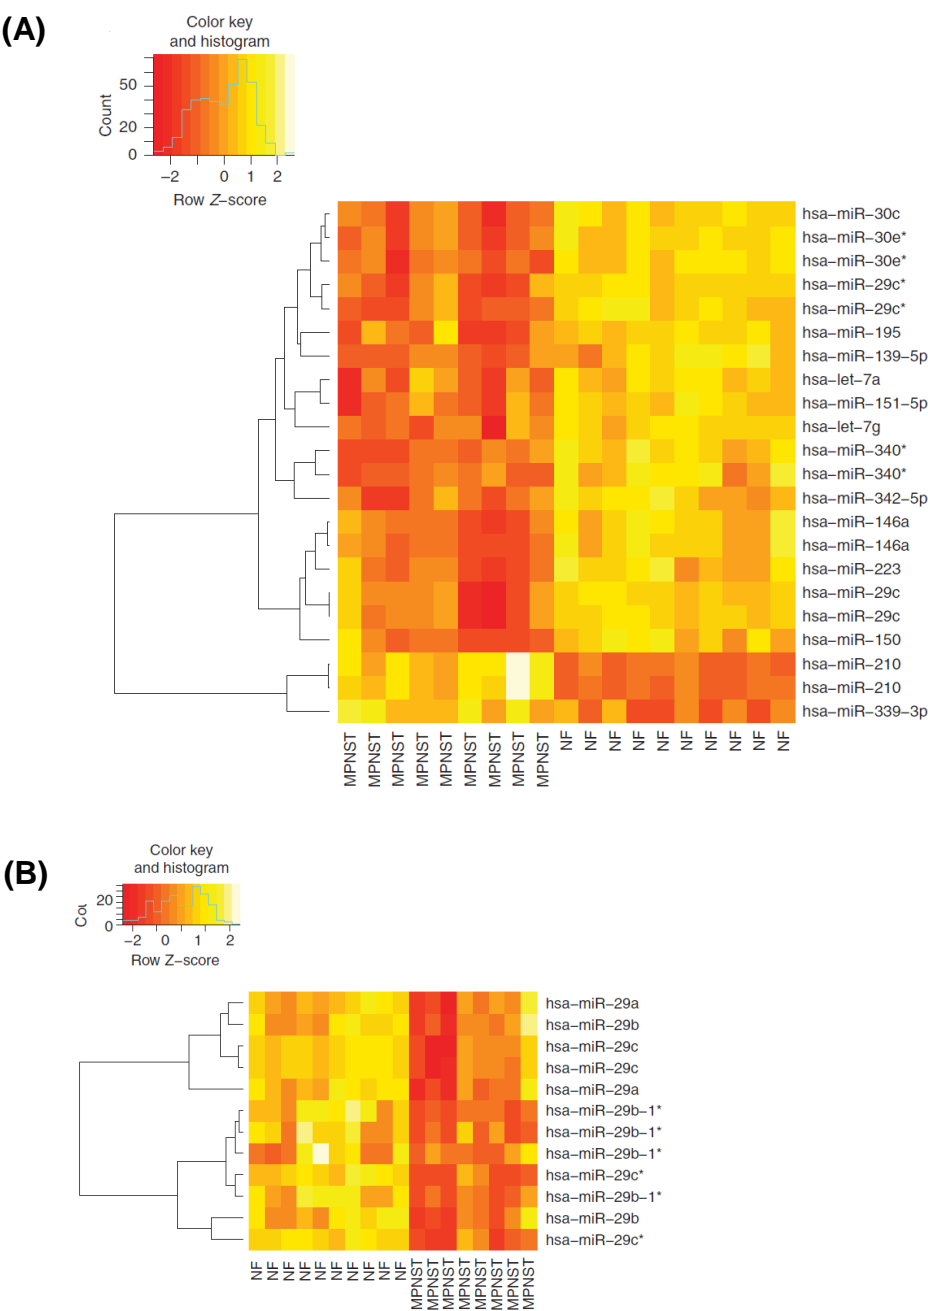 (A)
Color key
and histogram
Count
50
20
0
−2 0 1 2
Row Z−score
hsa−miR−30c
hsa−miR−30e*
hsa−miR−30e*
hsa−miR−29c*
hsa−miR−29c*
hsa−miR−195
hsa−miR−139−5p
hsa−let−7a
hsa−miR−151−5p
hsa−let−7g
hsa−miR−340*
hsa−miR−340*
hsa−miR−342−5p
hsa−miR−146a
hsa−miR−146a
hsa−miR−223
hsa−miR−29c
hsa−miR−29c
hsa−miR−150
hsa−miR−210
hsa−miR−210
hsa−miR−339−3p
MPNST MPNST MPNST MPNST MPNST MPNST MPNST MPNST MPNST NF NF NF NF NF NF NF NF NF NF
(B)
Color key
and histogram
Cou
20
0
−2 0 1 2
Row Z−score
hsa−miR−29a
hsa−miR−29b
hsa−miR−29c
hsa−miR−29c
hsa−miR−29a
hsa−miR−29b−1*
hsa−miR−29b−1*
hsa−miR−29b−1*
hsa−miR−29c*
hsa−miR−29b−1*
hsa−miR−29b
hsa−miR−29c*
NF NF NF NF NF NF NF NF NF NF MPNST MPNST MPNST MPNST MPNST MPNST MPNST MPNST